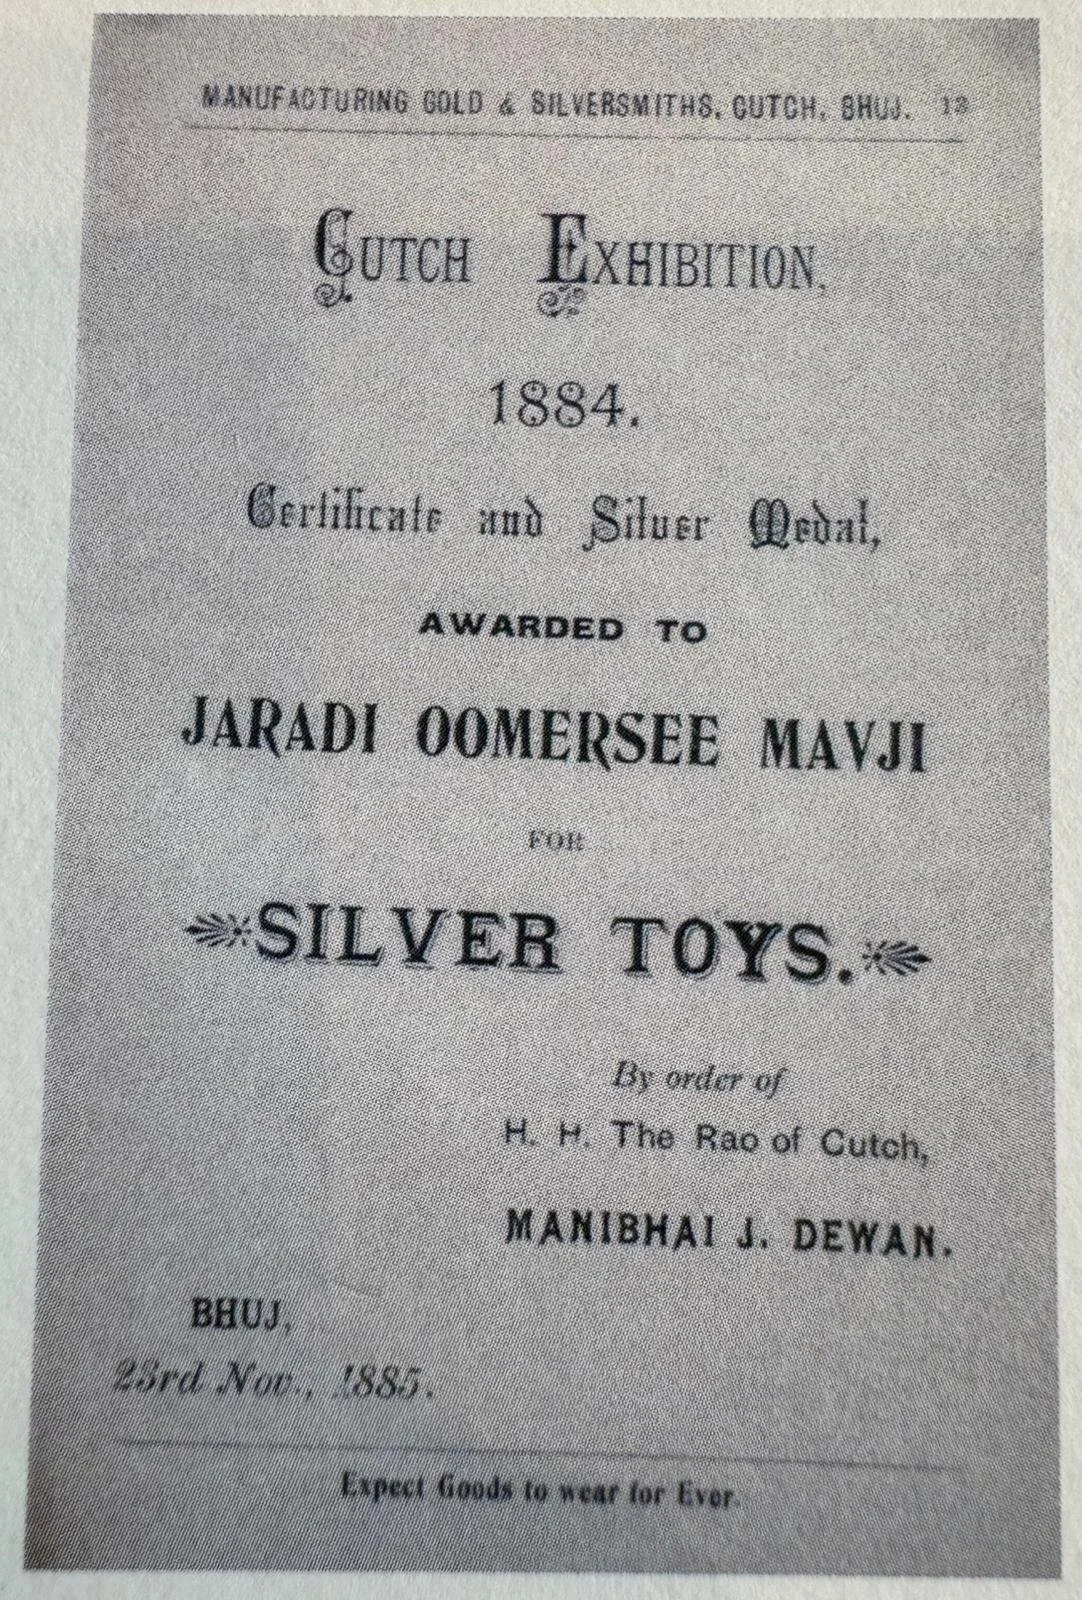 MANUFACTURING GOLD & SILVERSMITHS, CUTCH, BHUJ. 13
CUTCH EXHIBITION,
1884.
Certificate and Silver Medal,
AWARDED TO
JARADI OOMERSEE MAVJI
FOR
SILVER TOYS.
By order of
H. H. The Rao of Cutch,
MANIBHAI J. DEWAN.
BHUJ,
23rd Nov., 1885.
Expect Goods to wear for Ever.